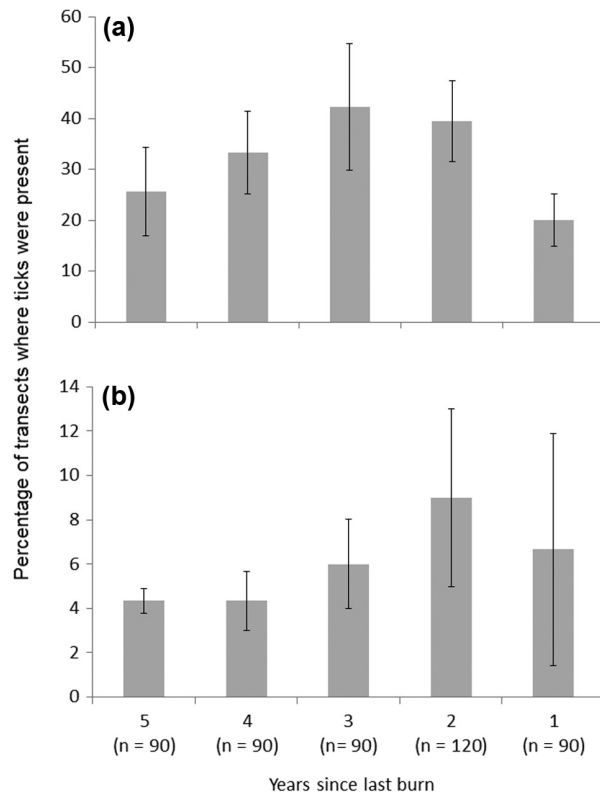 (a)
60
50
40
30
20
10
0
Percentage of transects where ticks were present
(b)
14
12
10
8
6
4
2
0
5 4 3 2 1
(n = 90) (n = 90) (n= 90) (n = 120) (n = 90)
Years since last burn